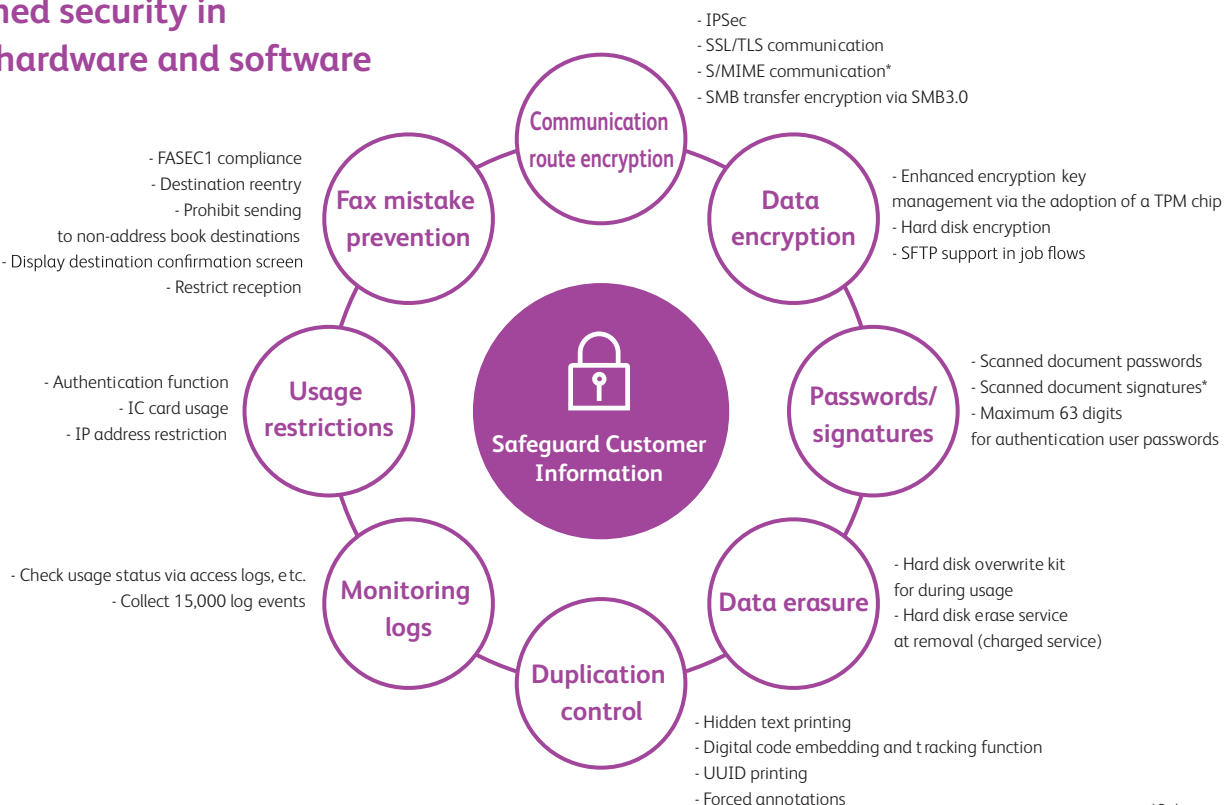 ned security in
hardware and software
- IPSec
- SSL/TLS communication
- S/MIME communication*
- SMB transfer encryption via SMB3.0
Communication
route encryption
- FASEC1 compliance
- Destination reentry
- Prohibit sending
to non-address book destinations
- Display destination confirmation screen
- Restrict reception
Fax mistake
prevention
Data
encryption
- Enhanced encryption key
management via the adoption of a TPM chip
- Hard disk encryption
- SFTP support in job flows
- Authentication function
- IC card usage
- IP address restriction
Usage
restrictions
Safeguard Customer
Information
Passwords/
signatures
- Scanned document passwords
- Scanned document signatures*
- Maximum 63 digits
for authentication user passwords
- Check usage status via access logs, etc.
- Collect 15,000 log events
Monitoring
logs
Data erasure
- Hard disk overwrite kit
for during usage
- Hard disk erase service
at removal (charged service)
Duplication
control
- Hidden text printing
- Digital code embedding and tracking function
- UUID printing
- Forced annotations